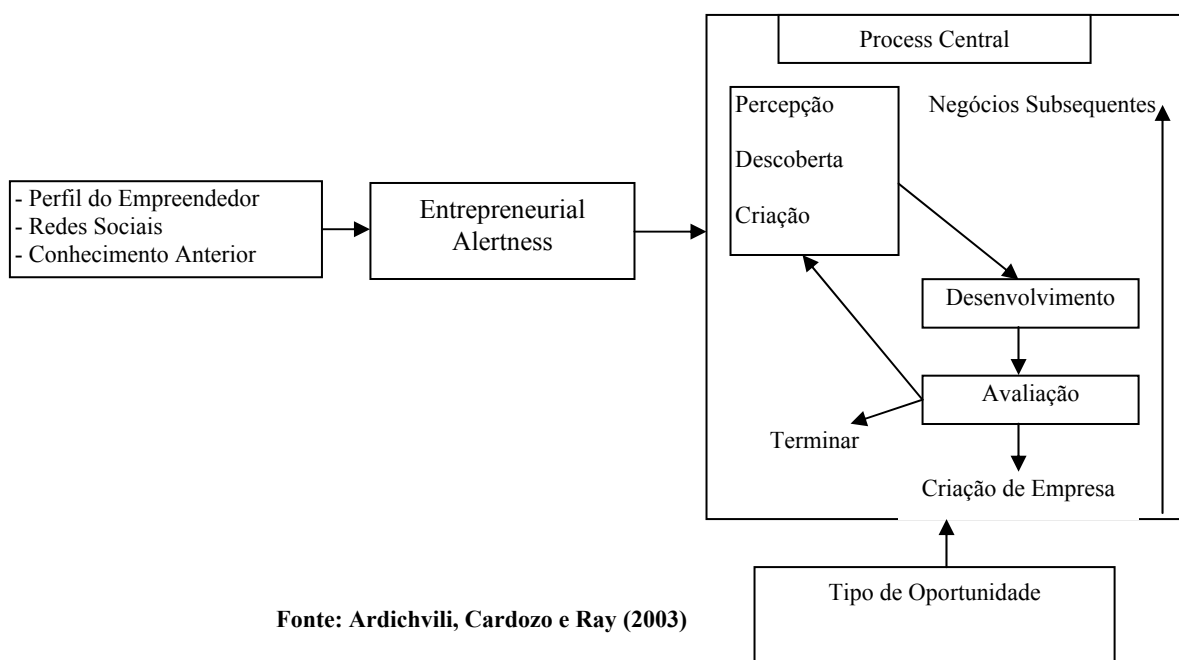 Process Central
Percepção
Negócios Subsequentes
Descoberta
Criação
- Perfil do Empreendedor
- Redes Sociais
- Conhecimento Anterior
Entrepreneurial
Alertness
Desenvolvimento
Avaliação
Terminar
Criação de Empresa
Tipo de Oportunidade
Fonte: Ardichvili, Cardozo e Ray (2003)